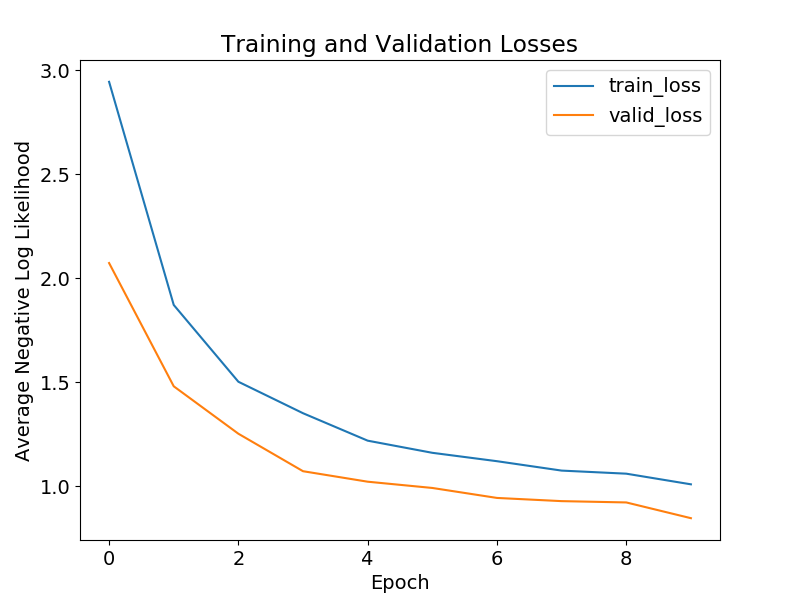 Training and Validation Losses
train_loss
valid_loss
Average Negative Log Likelihood
3.0
2.5
2.0
1.5
1.0
0 2 4 6 8
Epoch